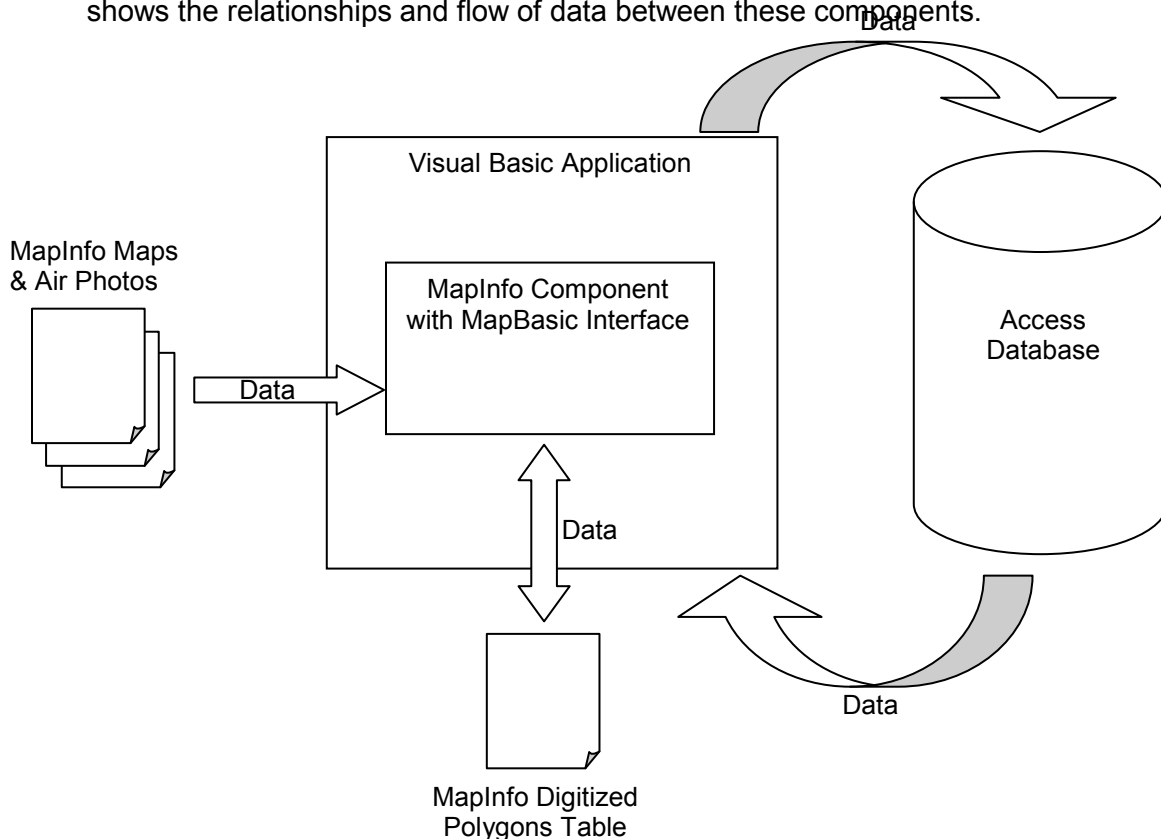 shows the relationships and flow of data between these components.
Data
Visual Basic Application
MapInfo Maps
& Air Photos
MapInfo Component
with MapBasic Interface
Access
Database
Data
Data
Data
MapInfo Digitized
Polygons Table